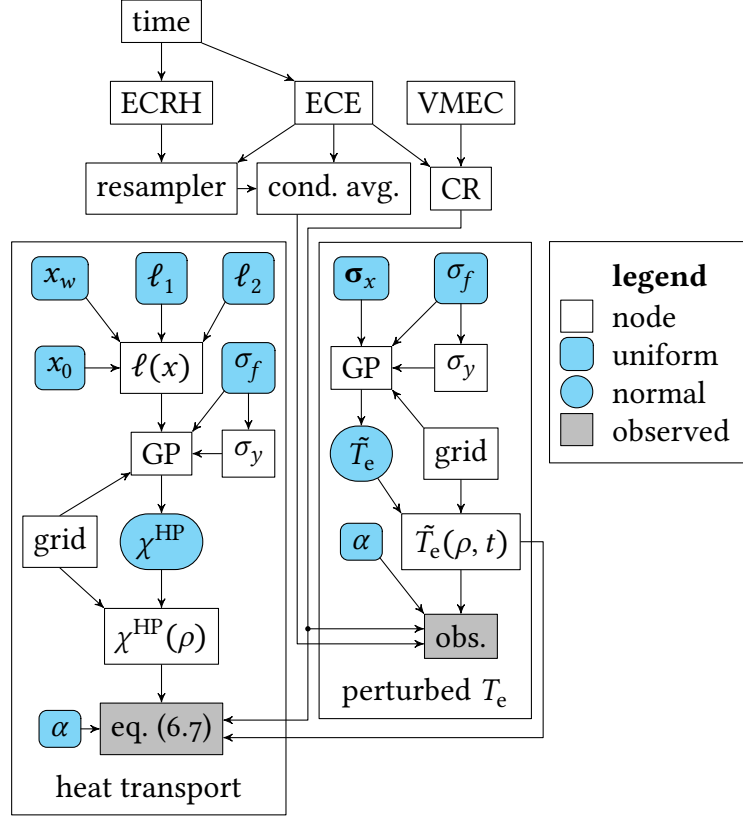 time
ECRH ECE VMEC
resampler cond. avg. CR
x_w ℓ_1 ℓ_2
x_0 ℓ(x) σ_f
GP σ_y
grid χ^HP
χ^HP(ρ)
α eq. (6.7)
heat transport
𝛔_x σ_f
GP σ_y
T̃_e grid
α T̃_e(ρ, t)
obs.
perturbed T_e
legend
node
uniform
normal
observed